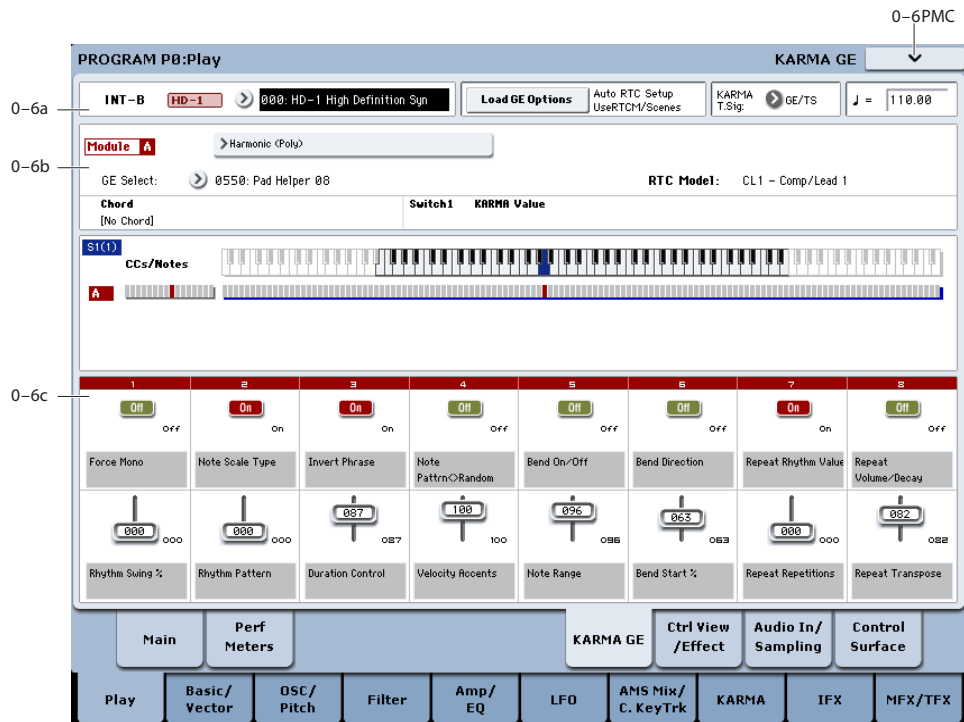 0–6PMC
PROGRAM P0:Play KARMA GE
0–6a
INT-B HD-1 000: HD-1 High Definition Syn Load GE Options Auto RTC Setup UseRTCM/Scenes KARMA T.Sig: GE/TS ♩ = 110.00
0–6b
Module A Harmonic (Poly)
GE Select: 0550: Pad Helper 08 RTC Model: CL1 - Comp/Lead 1
Chord Switch1 KARMA Value
[No Chord]
S1(1)
CCs/Notes
A
0–6c
1 2 3 4 5 6 7 8
Off On On Off Off Off On Off
Off On On Off Off Off On Off
Force Mono Note Scale Type Invert Phrase Note Pattrn<>Random Bend On/Off Bend Direction Repeat Rhythm Value Repeat Volume/Decay
000 000 087 100 096 063 000 082
000 000 087 100 096 063 000 082
Rhythm Swing % Rhythm Pattern Duration Control Velocity Accents Note Range Bend Start % Repeat Repetitions Repeat Transpose
Main Perf Meters KARMA GE Ctrl View /Effect Audio In/ Sampling Control Surface
Play Basic/ Vector OSC/ Pitch Filter Amp/ EQ LFO AMS Mix/ C. KeyTrk KARMA IFX MFX/TFX